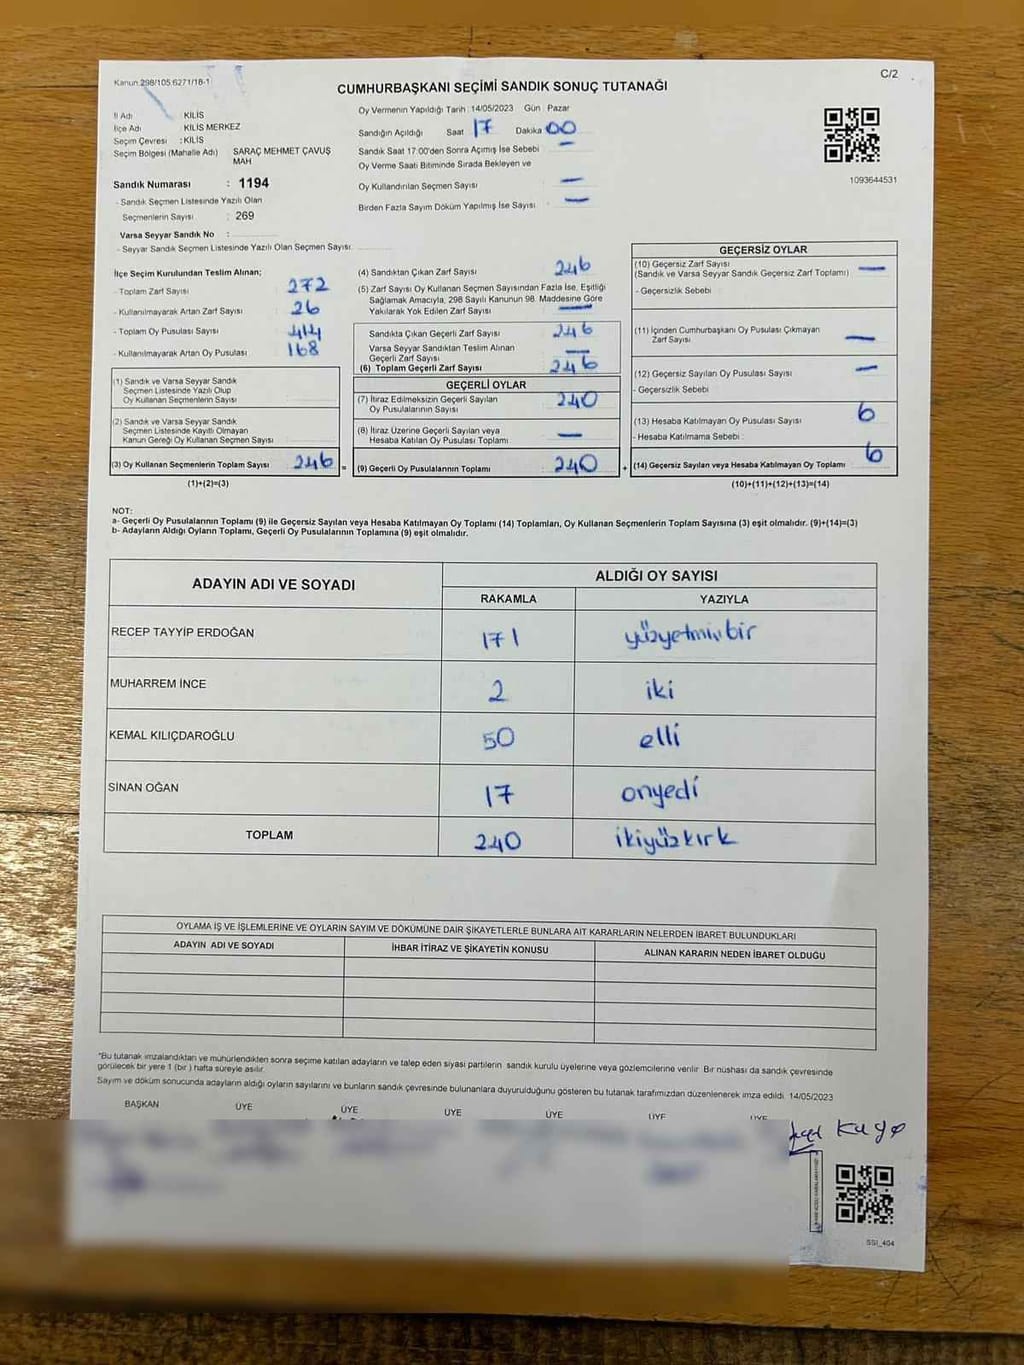 Kanun:298/105:6271/18-1
C/2
CUMHURBAŞKANI SEÇİMİ SANDIK SONUÇ TUTANAĞI
İl Adı : KİLİS
İlçe Adı : KİLİS MERKEZ
Seçim Çevresi : KİLİS
Seçim Bölgesi (Mahalle Adı) SARAÇ MEHMET ÇAVUŞ
MAH
Sandık Numarası : 1194
- Sandık Seçmen Listesinde Yazılı Olan
Seçmenlerin Sayısı : 269
Varsa Seyyar Sandık No :
- Seyyar Sandık Seçmen Listesinde Yazılı Olan Seçmen Sayısı:
Oy Vermenin Yapıldığı Tarih : 14/05/2023 Gün : Pazar
Sandığın Açıldığı Saat 17 Dakika 00
Sandık Saat 17:00'den Sonra Açımış İse Sebebi —
Oy Verme Saati Bitiminde Sırada Bekleyen ve
Oy Kullandırılan Seçmen Sayısı —
Birden Fazla Sayım Döküm Yapılmış İse Sayısı —
1093644531
İlçe Seçim Kurulundan Teslim Alınan;
- Toplam Zarf Sayısı 272
- Kullanılmayarak Artan Zarf Sayısı 26
- Toplam Oy Pusulası Sayısı 414
- Kullanılmayarak Artan Oy Pusulası 168
(1) Sandık ve Varsa Seyyar Sandık
Seçmen Listesinde Yazılı Olup
Oy Kullanan Seçmenlerin Sayısı
(2) Sandık ve Varsa Seyyar Sandık
Seçmen Listesinde Kayıtlı Olmayan
Kanun Gereği Oy Kullanan Seçmen Sayısı
(3) Oy Kullanan Seçmenlerin Toplam Sayısı 246 =
(1)+(2)=(3)
(4) Sandıktan Çıkan Zarf Sayısı 246
(5) Zarf Sayısı Oy Kullanan Seçmen Sayısından Fazla İse, Eşitliği
Sağlamak Amacıyla, 298 Sayılı Kanunun 98. Maddesine Göre
Yakılarak Yok Edilen Zarf Sayısı —
Sandıkta Çıkan Geçerli Zarf Sayısı 246
Varsa Seyyar Sandıktan Teslim Alınan
Geçerli Zarf Sayısı —
(6) Toplam Geçerli Zarf Sayısı 246
GEÇERLİ OYLAR
(7) İtiraz Edilmeksizin Geçerli Sayılan
Oy Pusulalarının Sayısı 240
(8) İtiraz Üzerine Geçerli Sayılan veya
Hesaba Katılan Oy Pusulası Toplamı —
(9) Geçerli Oy Pusulalarının Toplamı 240 +
GEÇERSİZ OYLAR
(10) Geçersiz Zarf Sayısı
(Sandık ve Varsa Seyyar Sandık Geçersiz Zarf Toplamı) —
- Geçersizlik Sebebi :
(11) İçinden Cumhurbaşkanı Oy Pusulası Çıkmayan
Zarf Sayısı —
(12) Geçersiz Sayılan Oy Pusulası Sayısı —
- Geçersizlik Sebebi
(13) Hesaba Katılmayan Oy Pusulası Sayısı 6
- Hesaba Katılmama Sebebi :
(14) Geçersiz Sayılan veya Hesaba Katılmayan Oy Toplamı 6
(10)+(11)+(12)+(13)=(14)
NOT:
a- Geçerli Oy Pusulalarının Toplamı (9) ile Geçersiz Sayılan veya Hesaba Katılmayan Oy Toplamı (14) Toplamları, Oy Kullanan Seçmenlerin Toplam Sayısına (3) eşit olmalıdır. (9)+(14)=(3)
b- Adayların Aldığı Oyların Toplamı, Geçerli Oy Pusulalarının Toplamına (9) eşit olmalıdır.
ADAYIN ADI VE SOYADI ALDIĞI OY SAYISI
RAKAMLA YAZIYLA
RECEP TAYYİP ERDOĞAN 171 yüzyetmişbir
MUHARREM İNCE 2 iki
KEMAL KILIÇDAROĞLU 50 elli
SİNAN OĞAN 17 onyedi
TOPLAM 240 ikiyüzkırk
OYLAMA İŞ VE İŞLEMLERİNE VE OYLARIN SAYIM VE DÖKÜMÜNE DAİR ŞİKAYETLERLE BUNLARA AİT KARARLARIN NELERDEN İBARET BULUNDUKLARI
ADAYIN ADI VE SOYADI İHBAR İTİRAZ VE ŞİKAYETİN KONUSU ALINAN KARARIN NEDEN İBARET OLDUĞU
*Bu tutanak imzalandıktan ve mühürlendikten sonra seçime katılan adayların ve talep eden siyasi partilerin sandık kurulu üyelerine veya gözlemcilerine verilir. Bir nüshası da sandık çevresinde
görülecek bir yere 1 (bir ) hafta süreyle asılır.
Sayım ve döküm sonucunda adayların aldığı oyların sayılarını ve bunların sandık çevresinde bulunanlara duyurulduğunu gösteren bu tutanak tarafımızdan düzenlenerek imza edildi. 14/05/2023
BAŞKAN ÜYE ÜYE ÜYE ÜYE ÜYE ÜYE
SSI_404